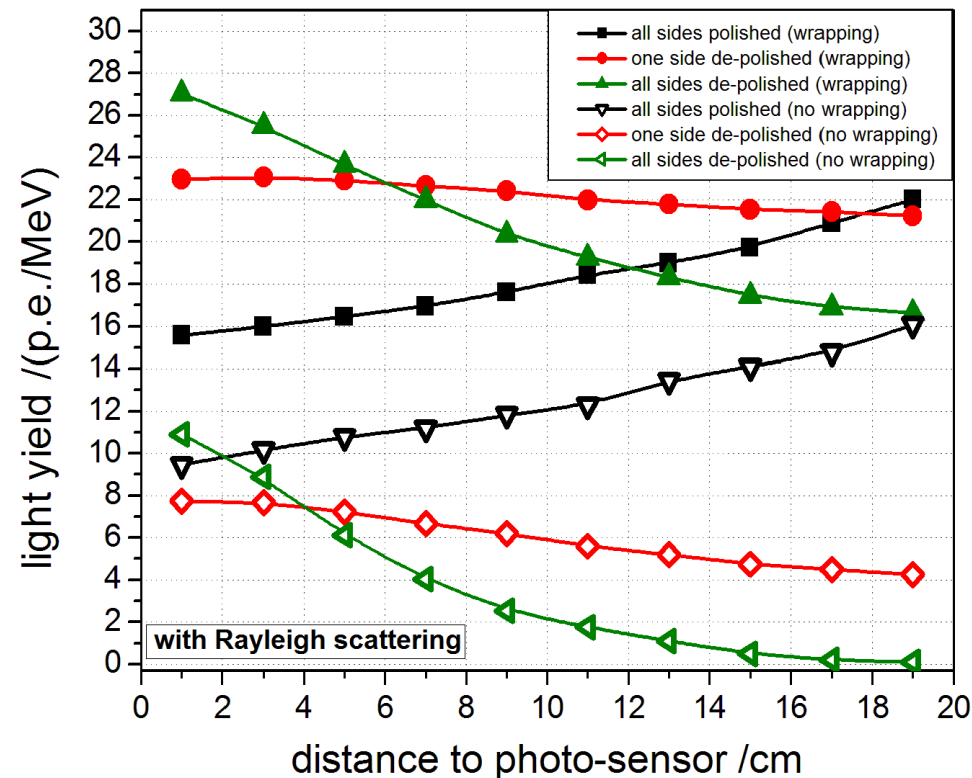 all sides polished (wrapping)
one side de-polished (wrapping)
all sides de-polished (wrapping)
all sides polished (no wrapping)
one side de-polished (no wrapping)
all sides de-polished (no wrapping)
light yield /(p.e./MeV)
30
28
26
24
22
20
18
16
14
12
10
8
6
4
2
0
with Rayleigh scattering
0 2 4 6 8 10 12 14 16 18 20
distance to photo-sensor /cm